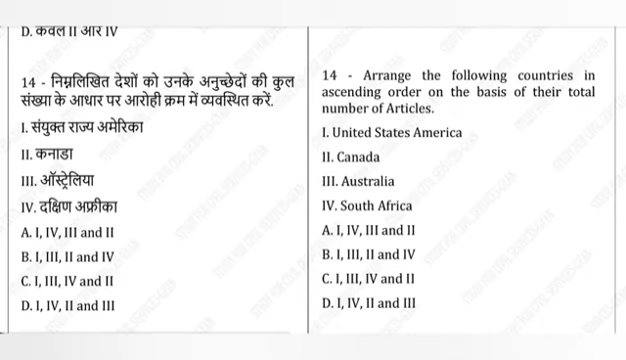 D. केवल II और IV
14 - निम्नलिखित देशों को उनके अनुच्छेदों की कुल
संख्या के आधार पर आरोही क्रम में व्यवस्थित करें.
I. संयुक्त राज्य अमेरिका
II. कनाडा
III. ऑस्ट्रेलिया
IV. दक्षिण अफ्रीका
A. I, IV, III and II
B. I, III, II and IV
C. I, III, IV and II
D. I, IV, II and III
14 - Arrange the following countries in
ascending order on the basis of their total
number of Articles.
I. United States America
II. Canada
III. Australia
IV. South Africa
A. I, IV, III and II
B. I, III, II and IV
C. I, III, IV and II
D. I, IV, II and III